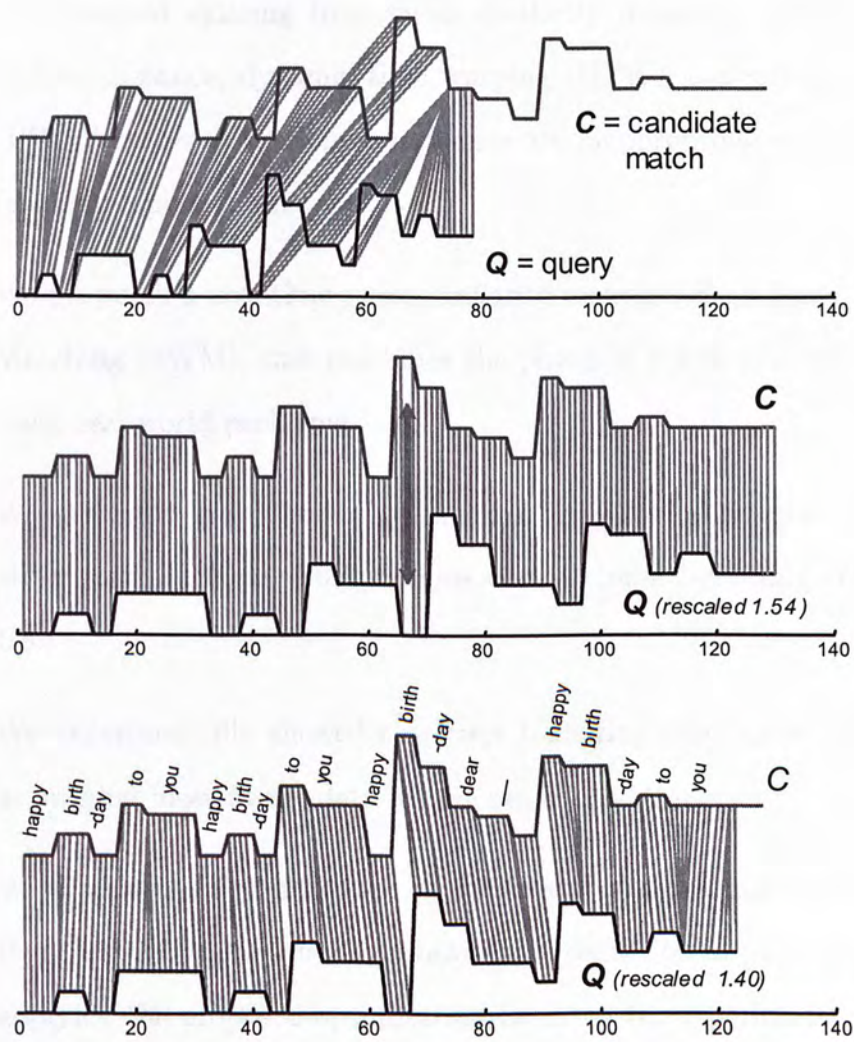 C = candidate
match
Q = query
0 20 40 60 80 100 120 140
C
Q (rescaled 1.54)
0 20 40 60 80 100 120 140
happy birth -day to you happy birth -day to you happy birth -day dear happy birth -day to you
C
Q (rescaled 1.40)
0 20 40 60 80 100 120 140